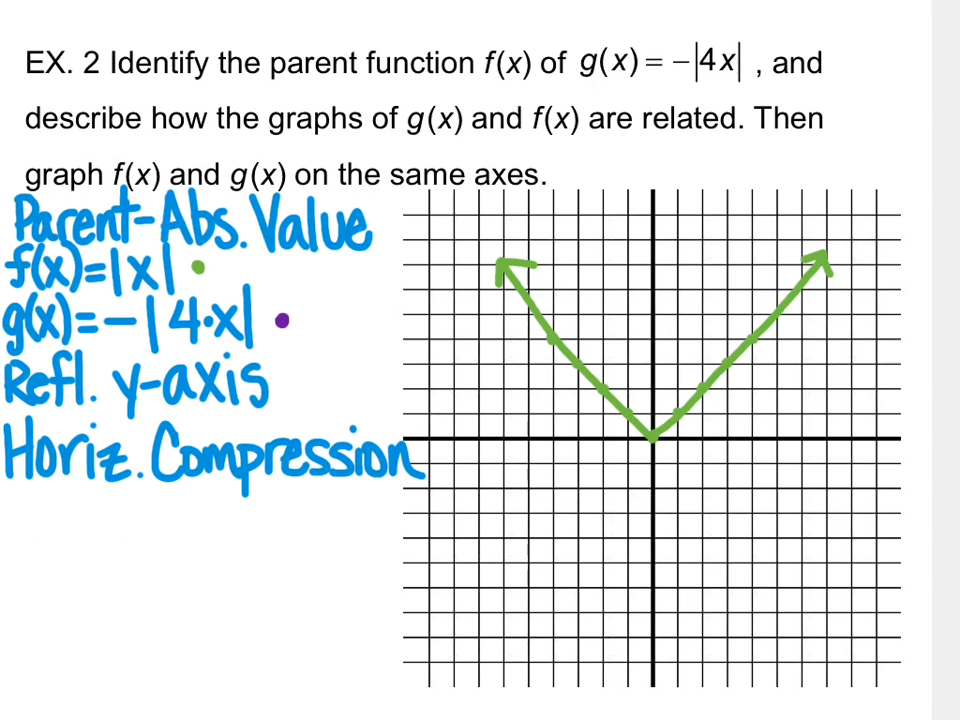 EX. 2 Identify the parent function f(x) of g(x) = −|4x| , and
describe how the graphs of g(x) and f(x) are related. Then
graph f(x) and g(x) on the same axes.
Parent-Abs. Value
f(x)=|x|
g(x)=-|4·x|
Refl. y-axis
Horiz. Compression